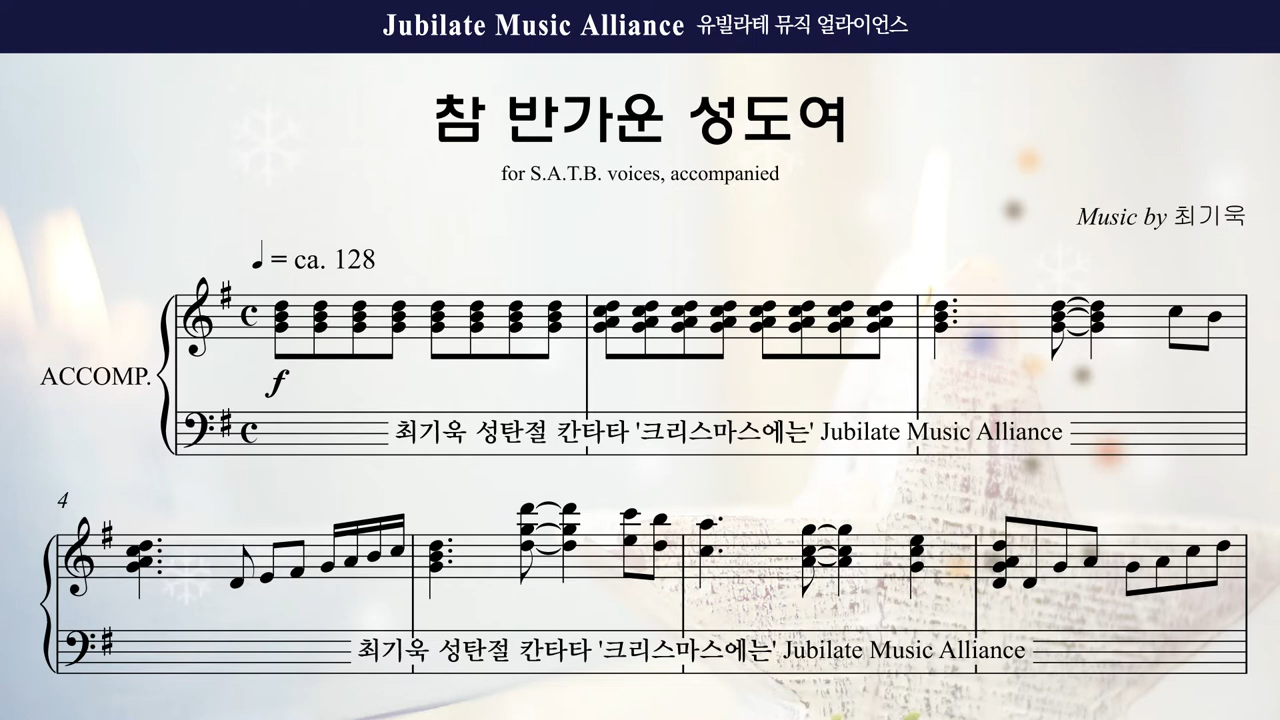 Jubilate Music Alliance 유빌라테 뮤직 얼라이언스
참 반가운 성도여
for S.A.T.B. voices, accompanied
Music by 최기욱
♩ = ca. 128
ACCOMP.
f
최기욱 성탄절 칸타타 '크리스마스에는' Jubilate Music Alliance
4
최기욱 성탄절 칸타타 '크리스마스에는' Jubilate Music Alliance